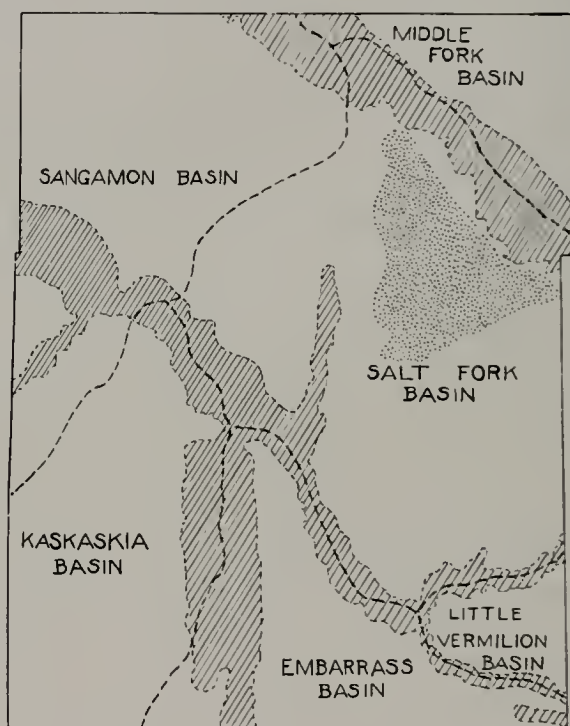 MIDDLE
FORK
BASIN
SANGAMON BASIN
SALT FORK
BASIN
KASKASKIA
BASIN
LITTLE
VERMILION
BASIN
EMBARRASS
BASIN